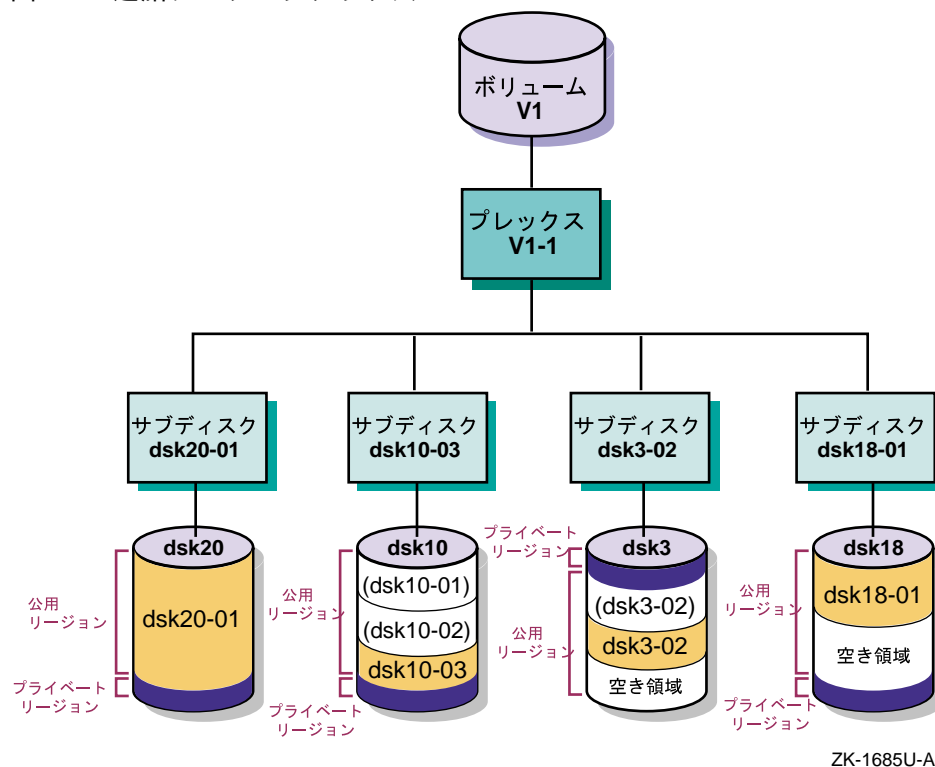 ボリューム
V1
プレックス
V1-1
サブディスク
dsk20-01
サブディスク
dsk10-03
サブディスク
dsk3-02
サブディスク
dsk18-01
dsk20
公用
リージョン
dsk20-01
プライベート
リージョン
dsk10
公用
リージョン
(dsk10-01)
(dsk10-02)
dsk10-03
プライベート
リージョン
プライベート
リージョン
dsk3
公用
リージョン
(dsk3-02)
dsk3-02
空き領域
dsk18
公用
リージョン
dsk18-01
空き領域
プライベート
リージョン
ZK-1685U-A